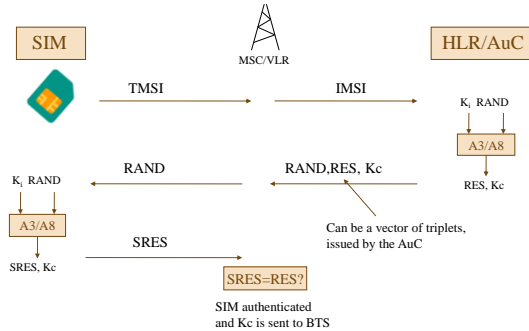 SIM
MSC/VLR
HLR/AuC
TMSI
IMSI
Kᵢ RAND
A3/A8
RES, Kc
RAND
RAND,RES, Kc
Kᵢ RAND
A3/A8
SRES, Kc
Can be a vector of triplets,
issued by the AuC
SRES
SRES=RES?
SIM authenticated
and Kc is sent to BTS